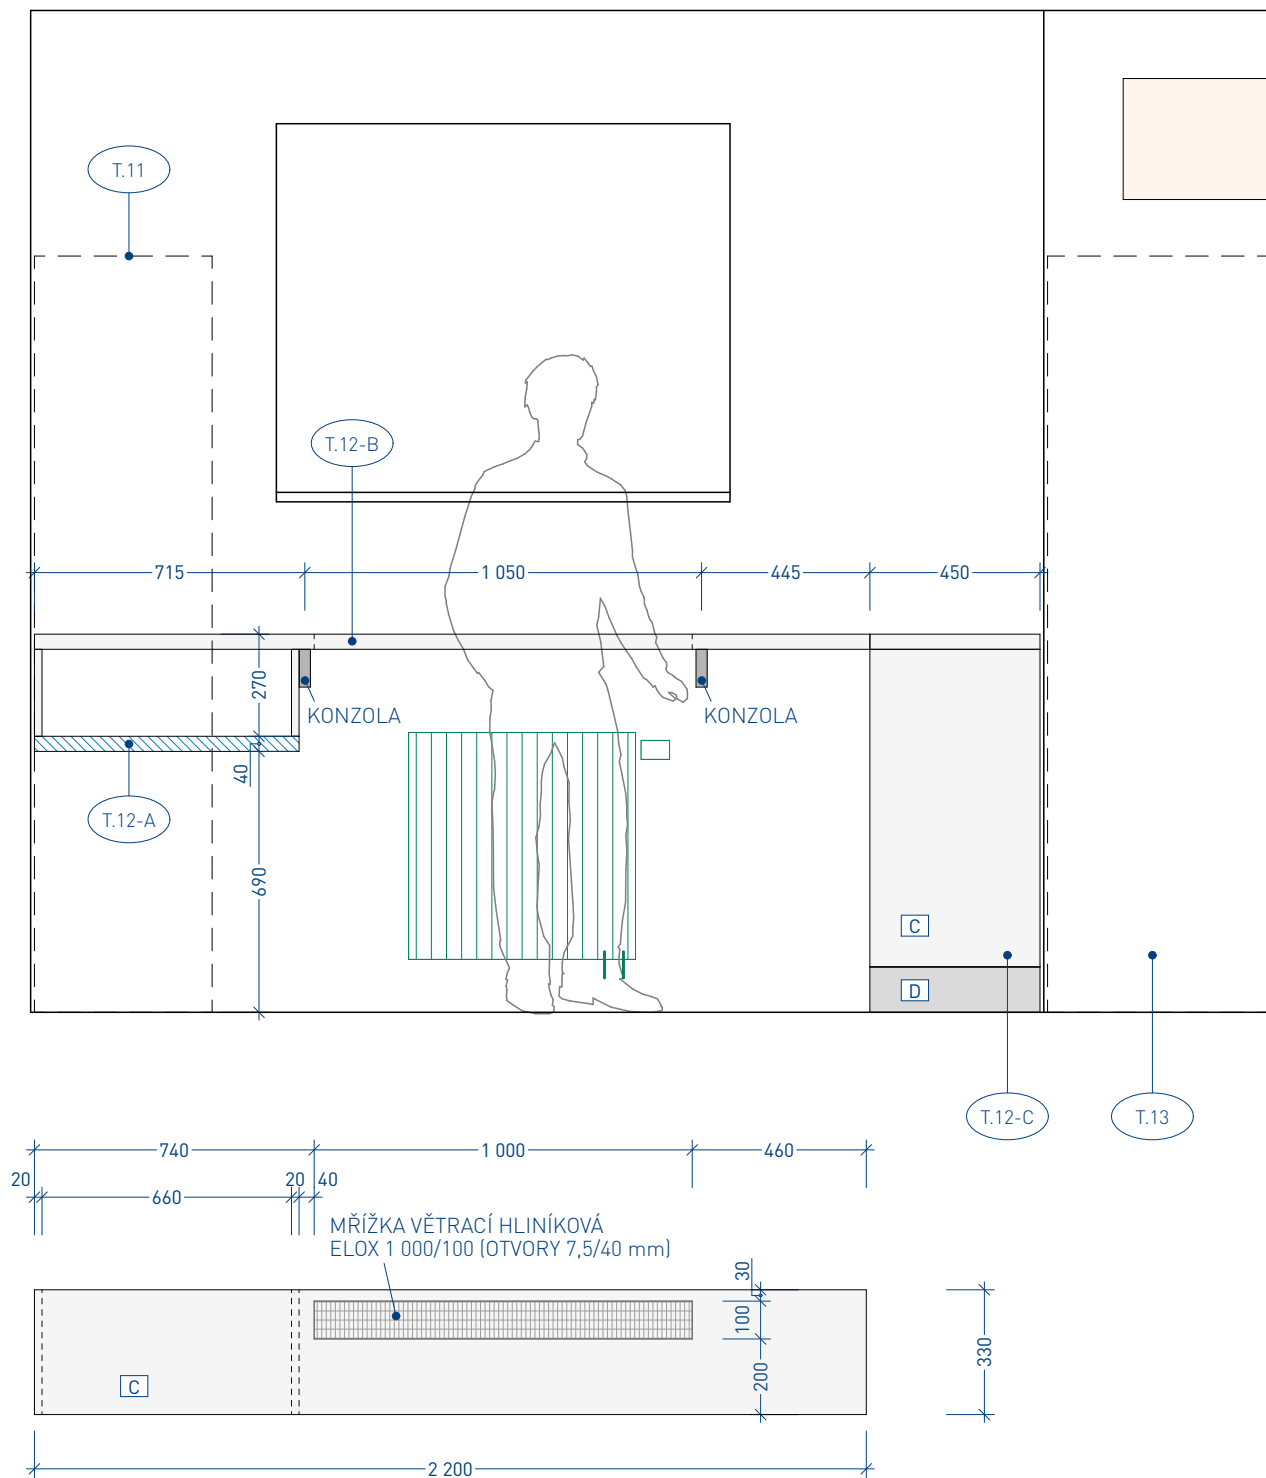 T.11
T.12-B
715
1 050
445
450
270
KONZOLA
KONZOLA
40
T.12-A
690
C
D
T.12-C
T.13
740
1 000
460
20
660
20
40
MŘÍŽKA VĚTRACÍ HLINÍKOVÁ
ELOX 1 000/100 (OTVORY 7,5/40 mm)
30
100
200
330
C
2 200